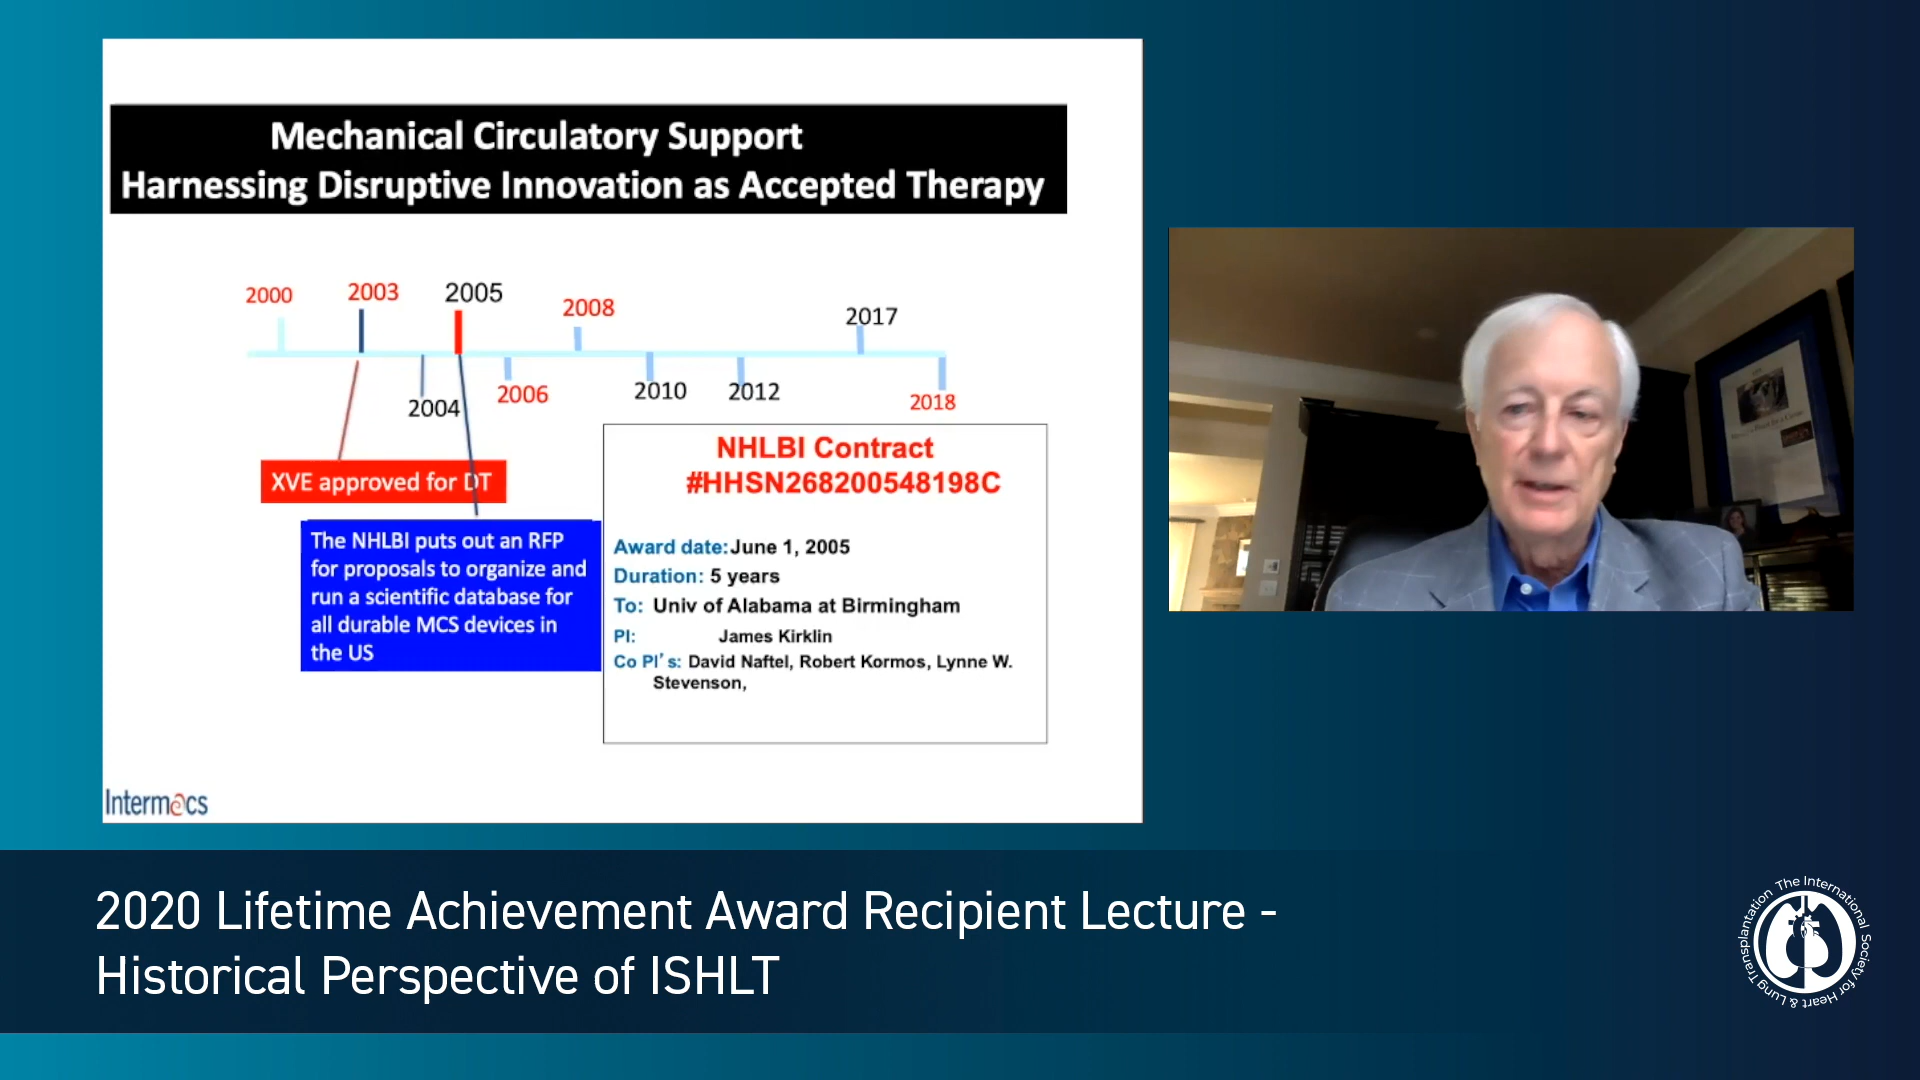 Mechanical Circulatory Support
Harnessing Disruptive Innovation as Accepted Therapy
2000
2003
2005
2008
2017
2004
2006
2010
2012
2018
XVE approved for DT
The NHLBI puts out an RFP
for proposals to organize and
run a scientific database for
all durable MCS devices in
the US
NHLBI Contract
#HHSN268200548198C
Award date: June 1, 2005
Duration: 5 years
To: Univ of Alabama at Birmingham
PI: James Kirklin
Co PI's: David Naftel, Robert Kormos, Lynne W.
Stevenson,
Intermacs
2020 Lifetime Achievement Award Recipient Lecture -
Historical Perspective of ISHLT
The International Society for Heart & Lung Transplantation